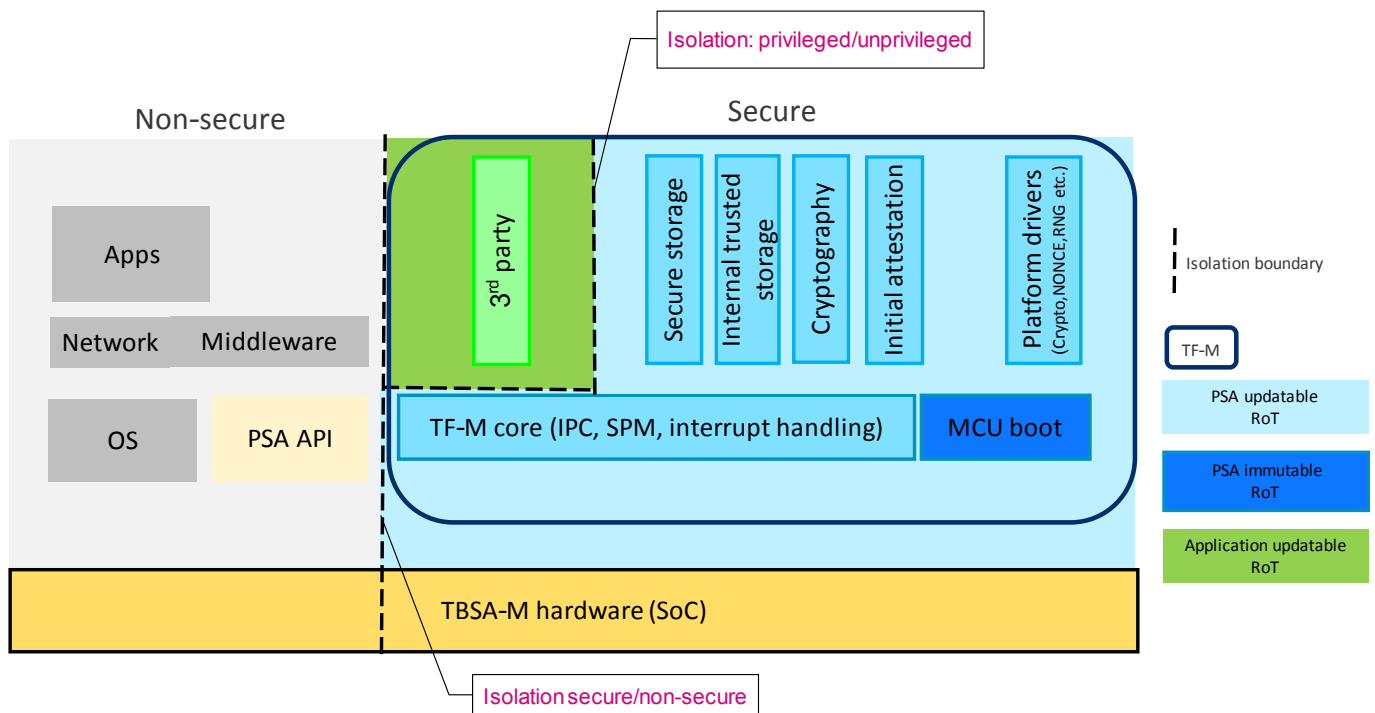 Isolation: privileged/unprivileged
Non-secure
Secure
Apps
Network
Middleware
OS
PSA API
3rd party
Secure storage
Internal trusted
storage
Cryptography
Initial attestation
Platform drivers
(Crypto,NONCE,RNG etc.)
TF-M core (IPC, SPM, interrupt handling)
MCU boot
TBSA-M hardware (SoC)
Isolation secure/non-secure
Isolation boundary
TF-M
PSA updatable
RoT
PSA immutable
RoT
Application updatable
RoT